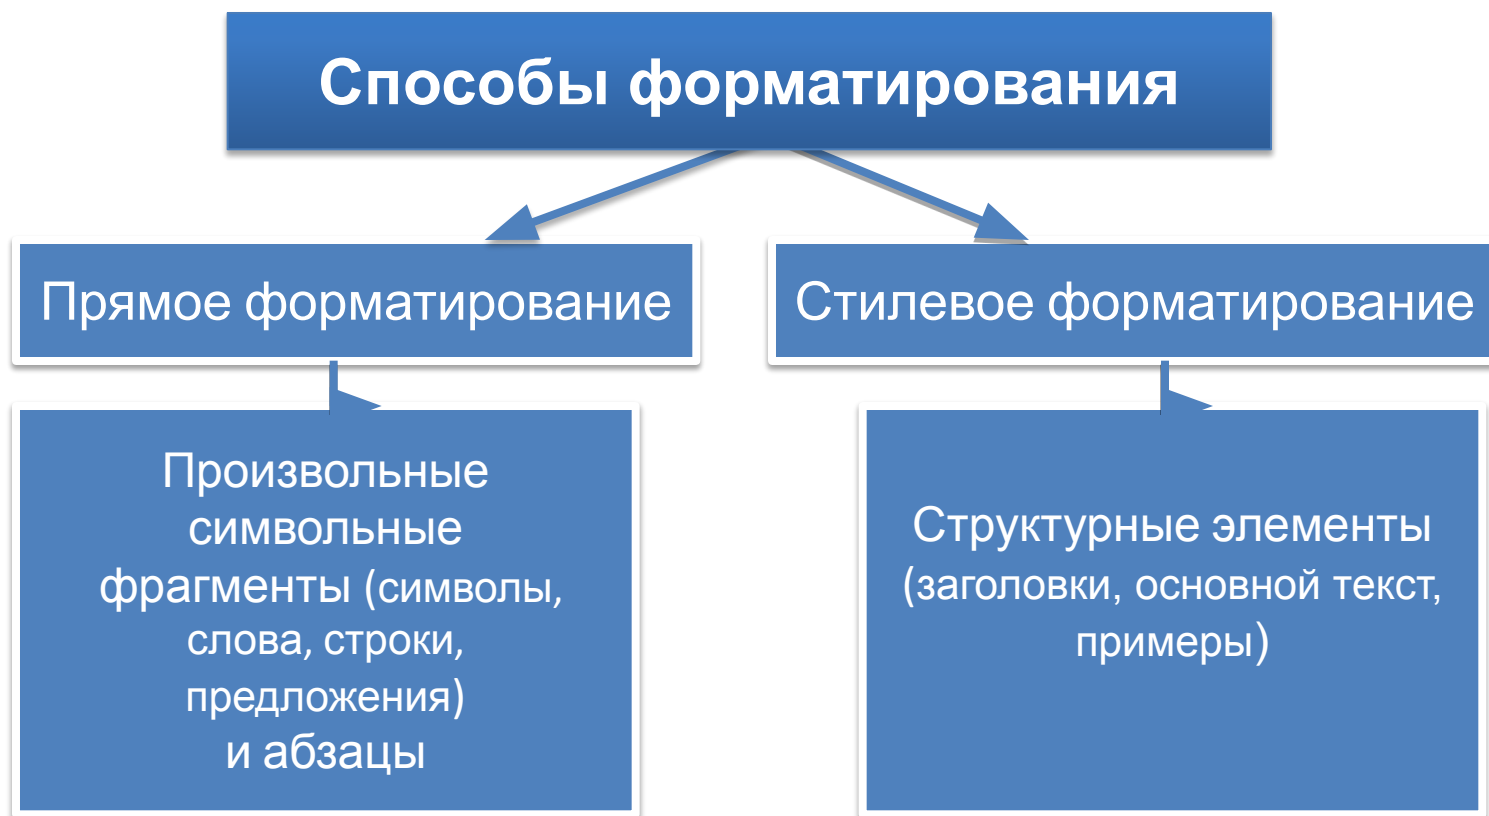 Способы форматирования
Прямое форматирование
Стилевое форматирование
Произвольные
символьные
фрагменты (символы,
слова, строки,
предложения)
и абзацы
Структурные элементы
(заголовки, основной текст,
примеры)